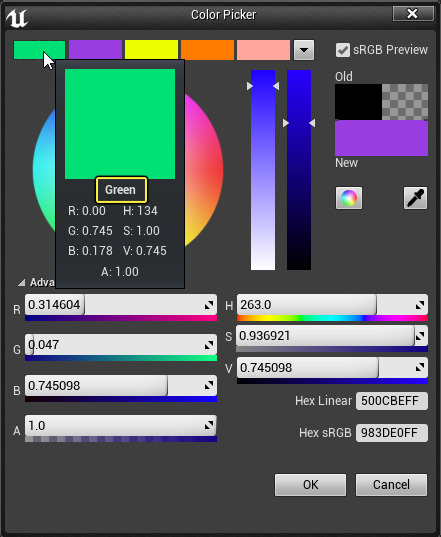 Color Picker
sRGB Preview
Old
New
Green
R: 0.00 H: 134
G: 0.745 S: 1.00
B: 0.178 V: 0.745
A: 1.00
Adva
R 0.314604 H 263.0
G 0.047 S 0.936921
B 0.745098 V 0.745098
A 1.0
Hex Linear 500CBEFF
Hex sRGB 983DE0FF
OK Cancel